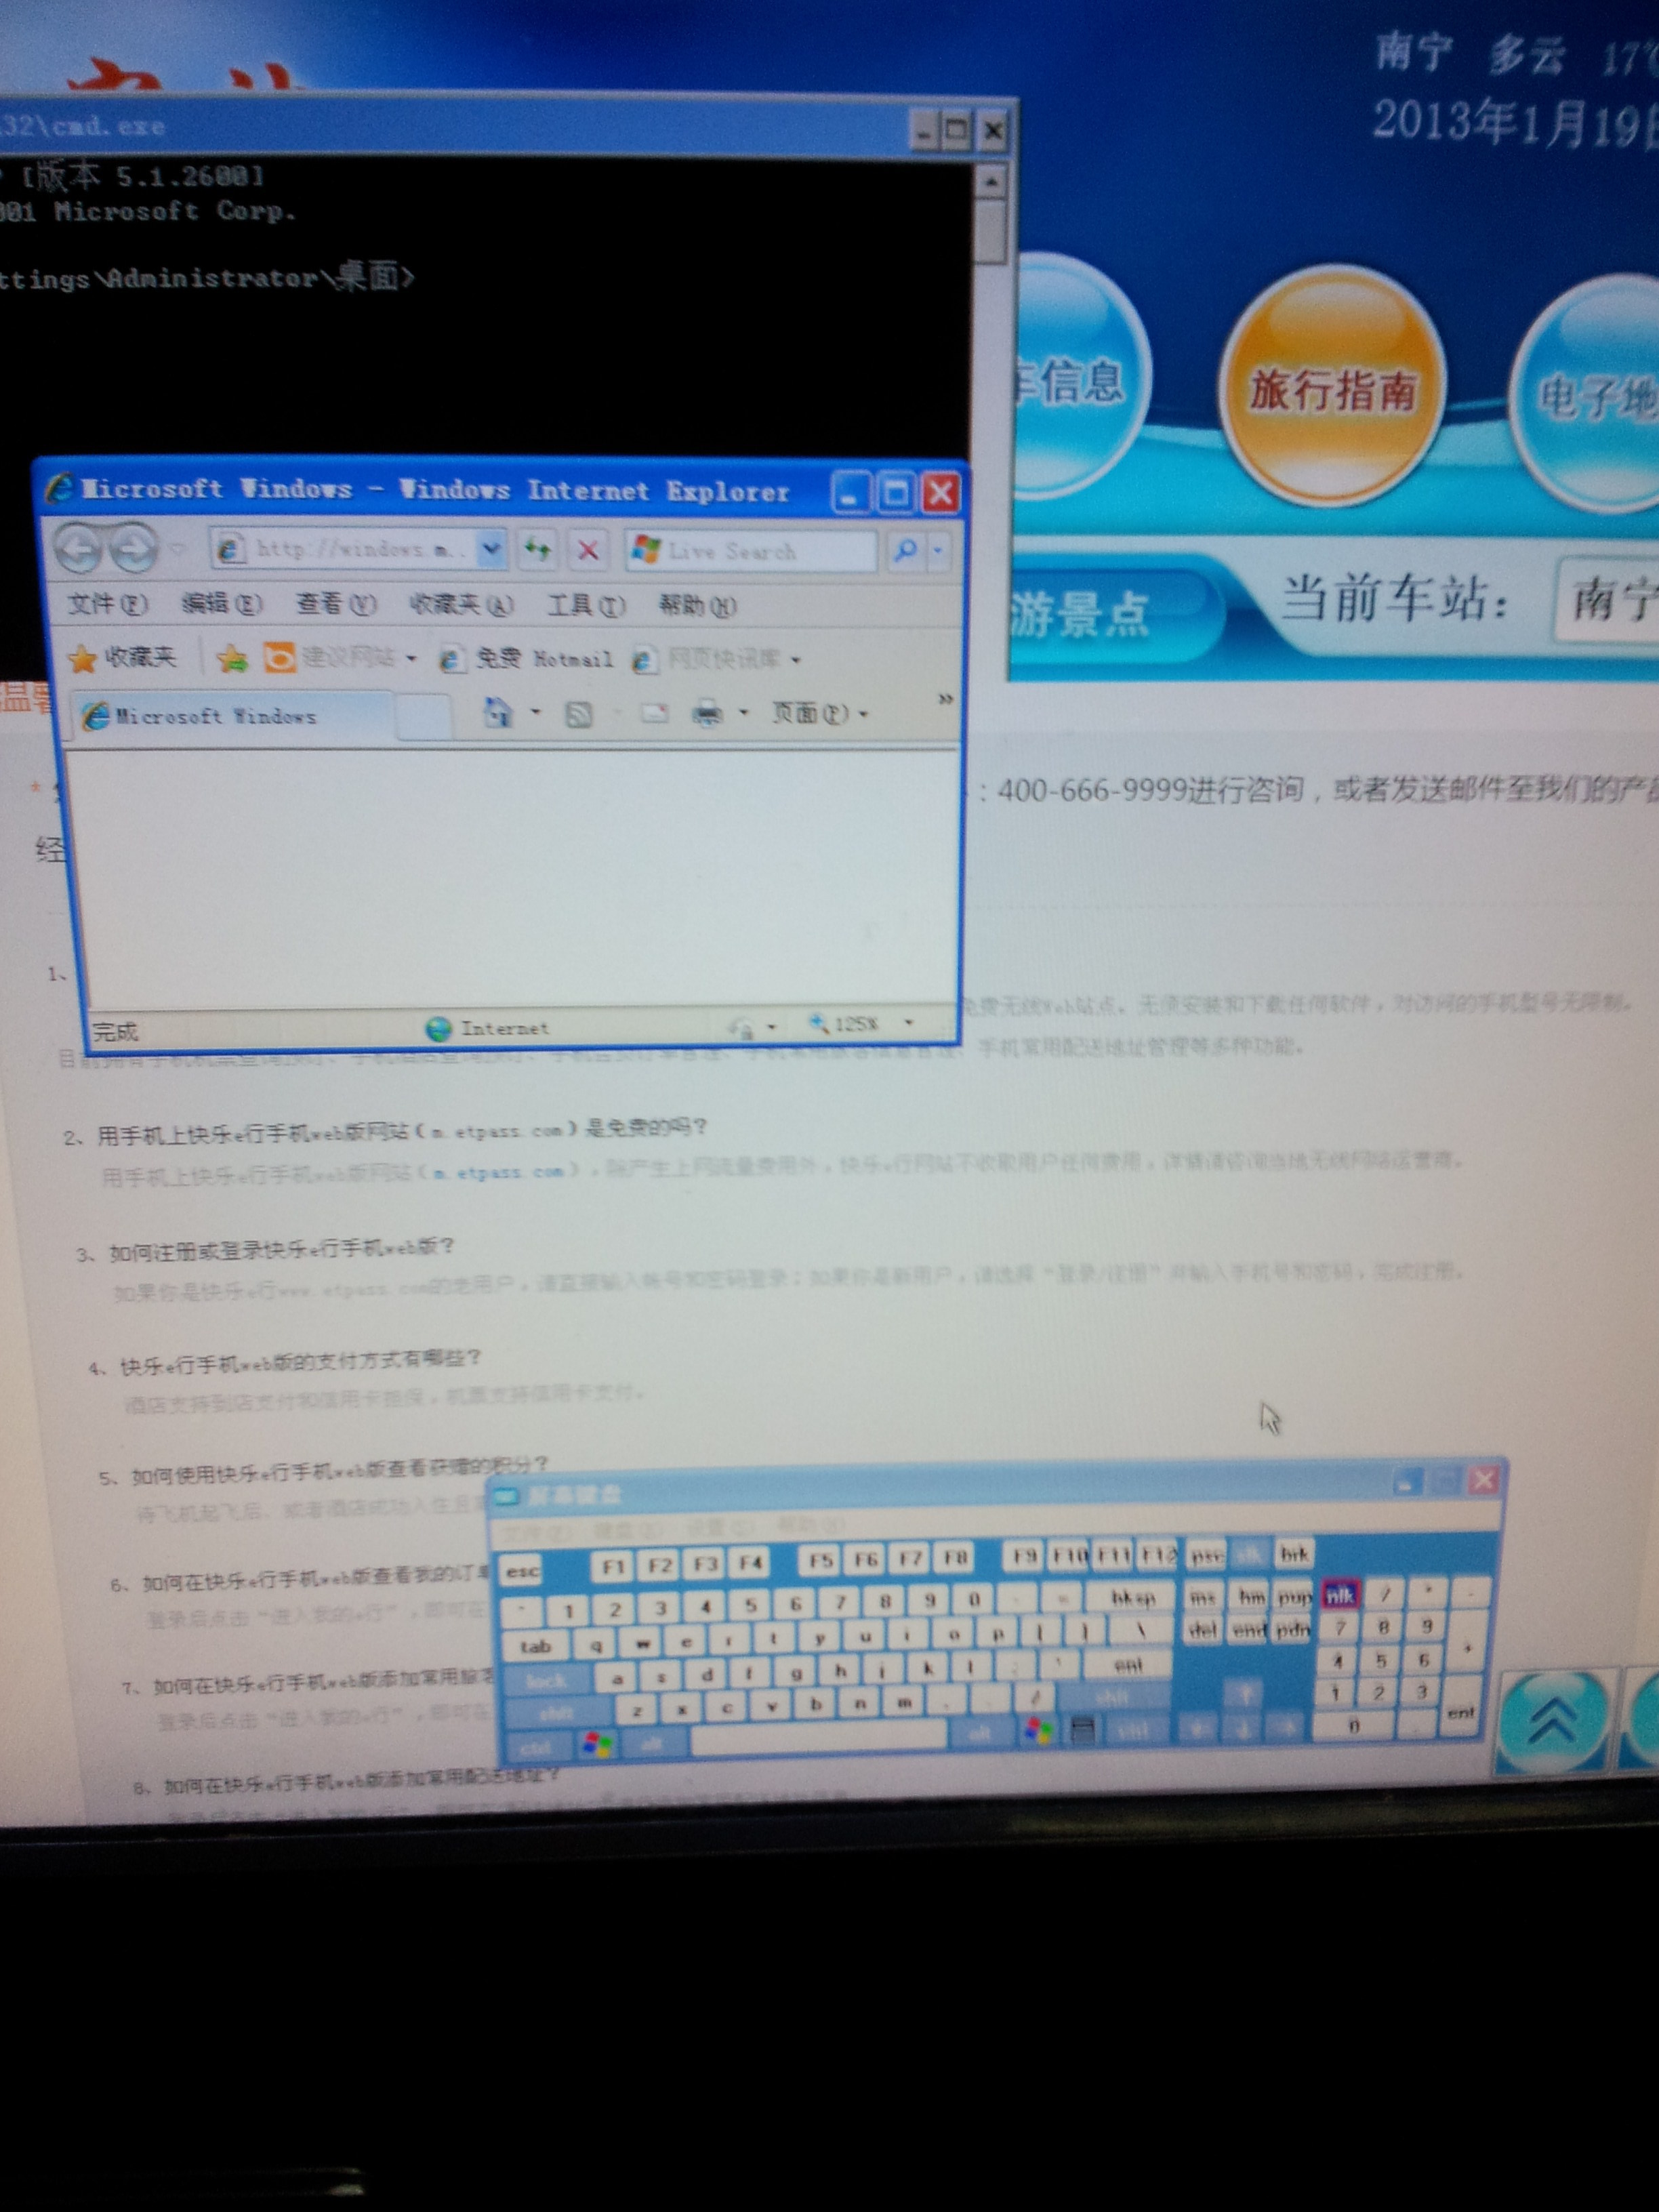 南宁 多云 17℃
2013年1月19日
32\cmd.exe
[版本 5.1.2600]
001 Microsoft Corp.
ttings\Administrator\桌面>
车信息
旅行指南
电子地
Microsoft Windows - Windows Internet Explorer
http://windows.m..
Live Search
文件(F) 编辑(E) 查看(V) 收藏夹(A) 工具(T) 帮助(H)
游景点
当前车站：
南宁
收藏夹 建议网站 免费 Hotmail 网页快讯库
Microsoft Windows
页面(P)
»
：400-666-9999进行咨询，或者发送邮件至我们的产品
经
1、
免费无线Web站点。无须安装和下载任何软件，对访问的手机型号无限制。
完成 Internet 125%
手机常用配送地址管理等多种功能。
2、用手机上快乐e行手机web版网站（m.etpass.com）是免费的吗？
用手机上快乐e行手机web版网站（m.etpass.com），除产生上网流量费用外，快乐e行网站不收取用户任何费用，详情请咨询当地无线网络运营商。
3、如何注册或登录快乐e行手机web版？
如果你是快乐e行www.etpass.com的老用户，请直接输入帐号和密码登录；如果你是新用户，请选择“登录/注册”并输入手机号和密码，完成注册。
4、快乐e行手机web版的支付方式有哪些？
酒店支持到店支付和信用卡担保，机票支持信用卡支付。
5、如何使用快乐e行手机web版查看获赠的积分？
待飞机起飞后、或者酒店成功入住且
屏幕键盘
文件(F) 键盘(K) 设置(S) 帮助(H)
6、如何在快乐e行手机web版查看我的订单
登录后点击“进入我的e行”，即可在
7、如何在快乐e行手机web版添加常用旅客
登录后点击“进入我的e行”，即可在
8、如何在快乐e行手机web版添加常用配送地址？
esc F1 F2 F3 F4 F5 F6 F7 F8 F9 F10 F11 F12 psc slk brk
1 2 3 4 5 6 7 8 9 0 - = bksp ins hm pup nlk / * -
tab q w e r t y u i o p [ ] \ del end pdn 7 8 9 +
lock a s d f g h j k l ; ' ent 4 5 6
shft z x c v b n m , . / shft 1 2 3 ent
ctrl alt alt ctrl 0 .